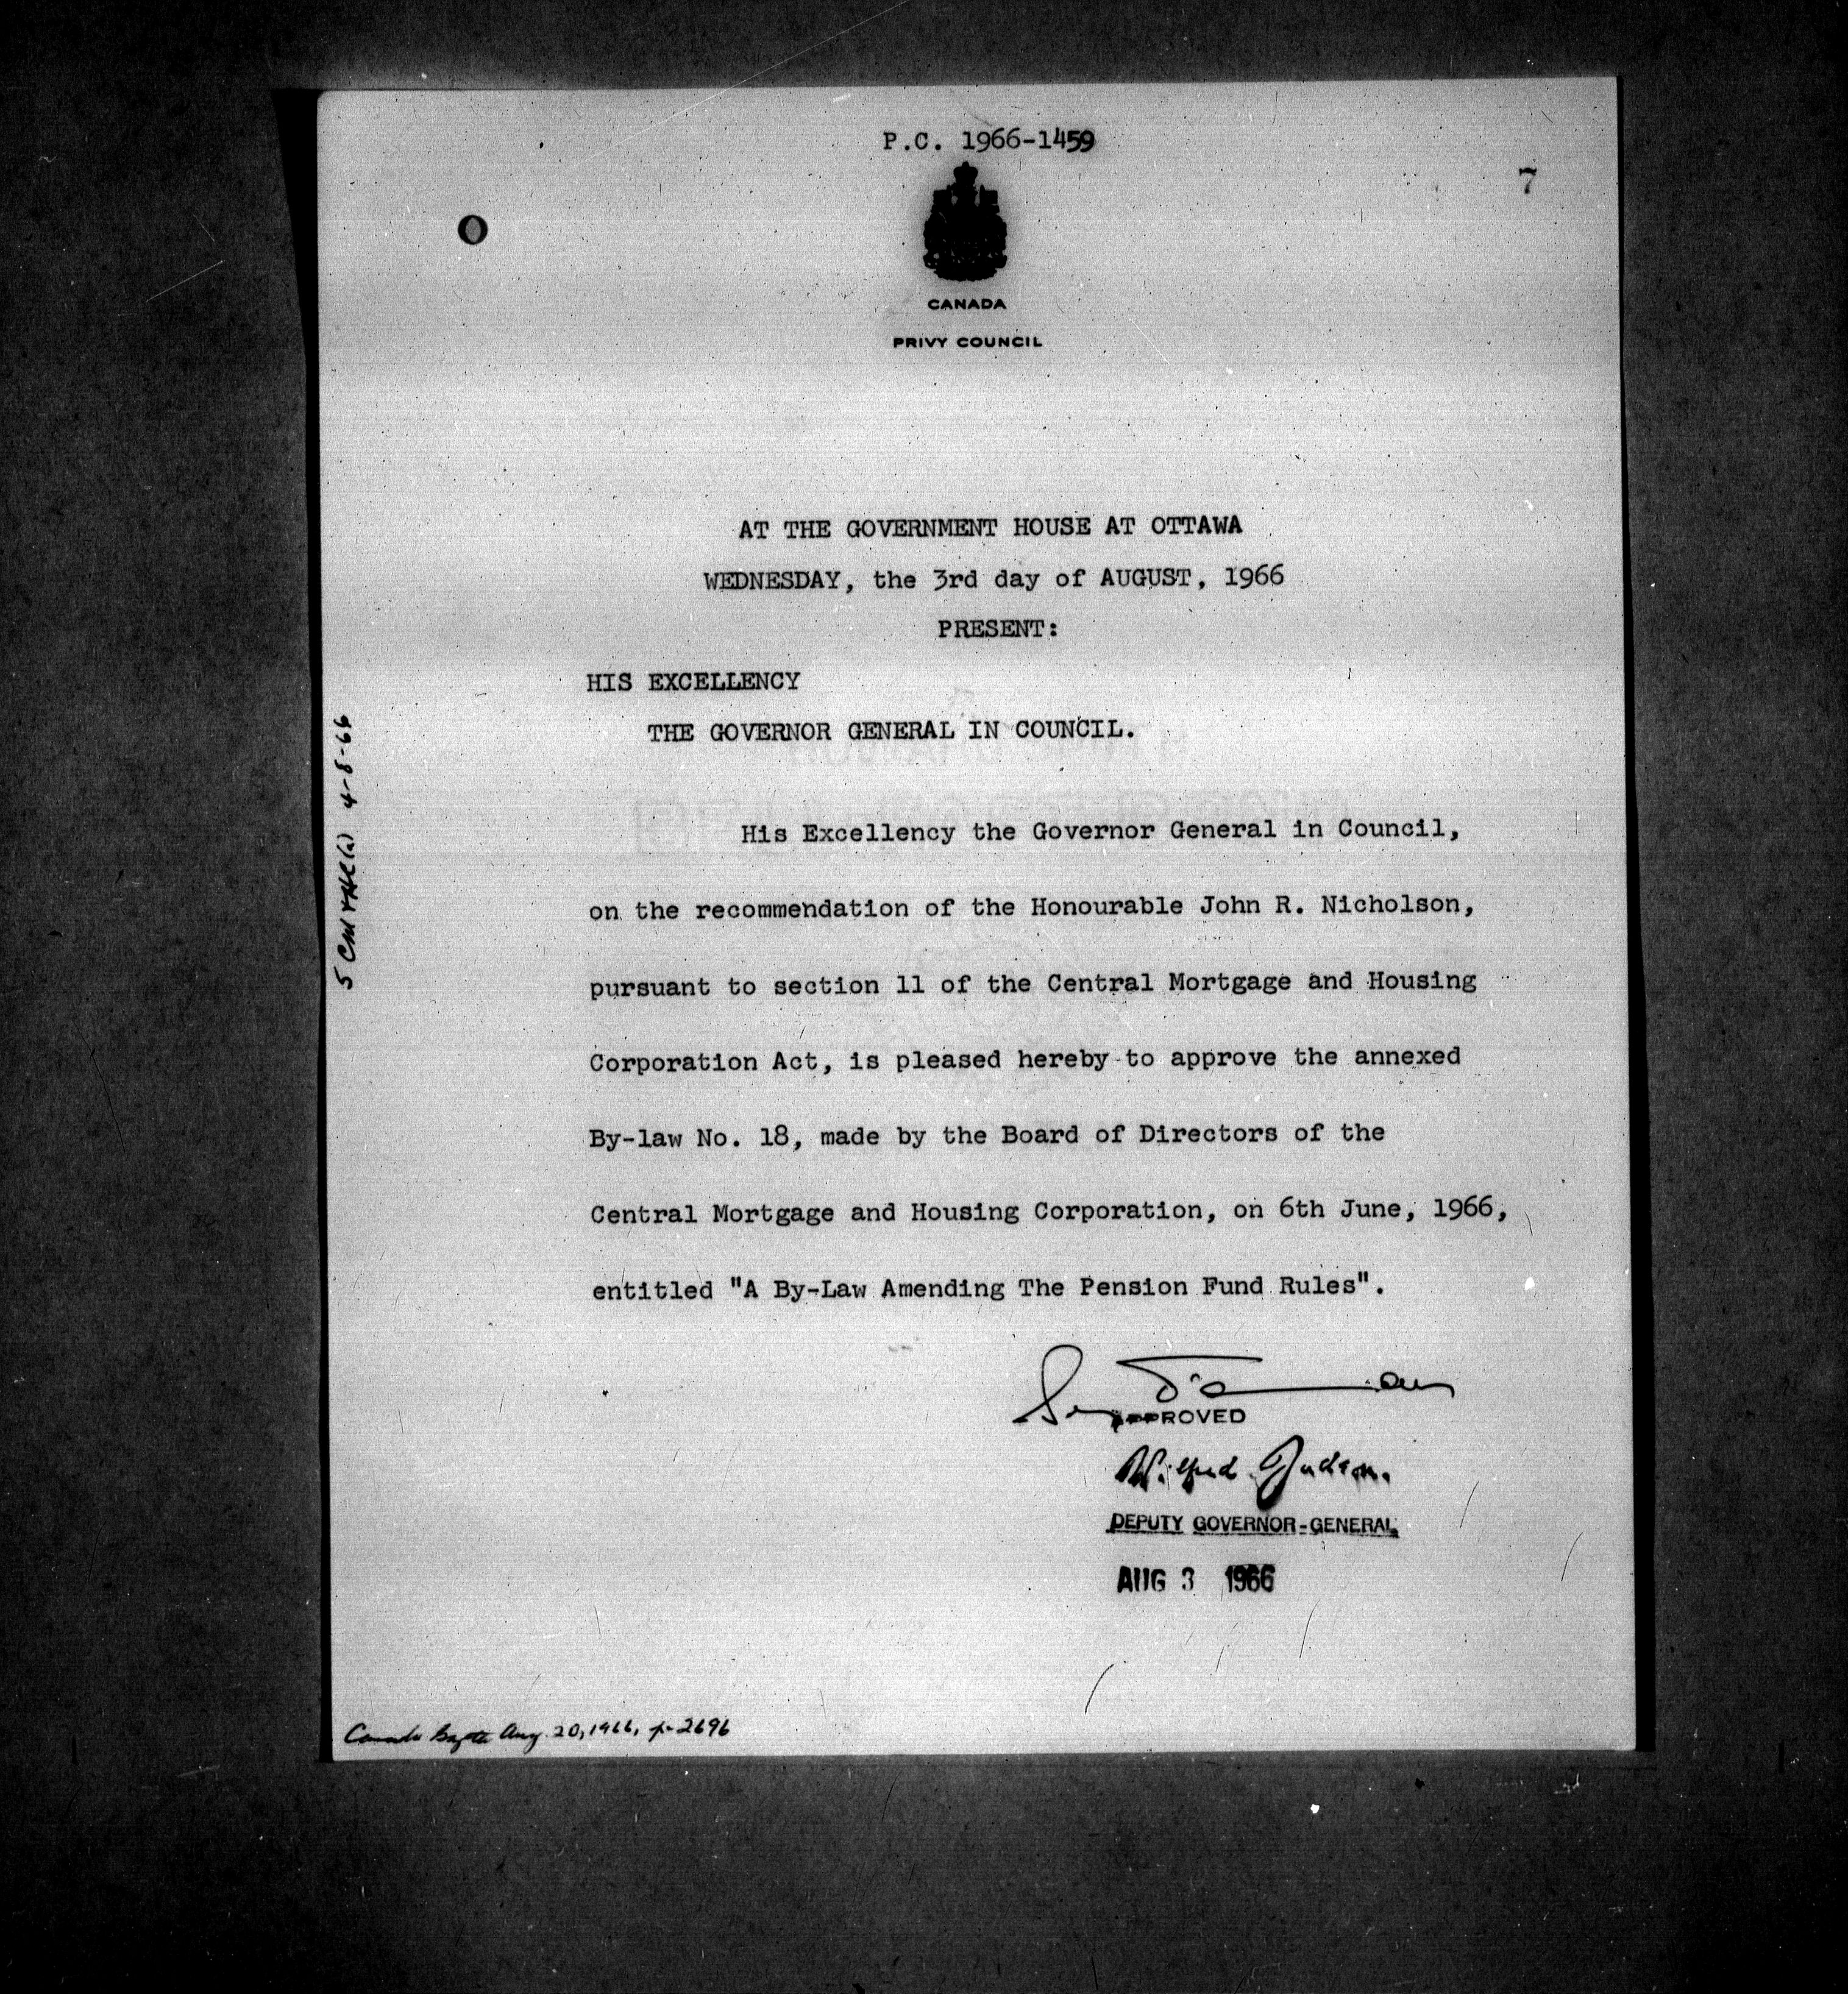 P.C. 1966-1459
7
CANADA
PRIVY COUNCIL
AT THE GOVERNMENT HOUSE AT OTTAWA
WEDNESDAY, the 3rd day of AUGUST, 1966
PRESENT:
HIS EXCELLENCY
THE GOVERNOR GENERAL IN COUNCIL.
His Excellency the Governor General in Council,
on the recommendation of the Honourable John R. Nicholson,
pursuant to section 11 of the Central Mortgage and Housing
Corporation Act, is pleased hereby to approve the annexed
By-law No. 18, made by the Board of Directors of the
Central Mortgage and Housing Corporation, on 6th June, 1966,
entitled "A By-Law Amending The Pension Fund Rules".
APPROVED
Wilfred Judson.
DEPUTY GOVERNOR-GENERAL
AUG 3 1966
4-8-66
Canada Gazette Aug. 20, 1966, p. 2696